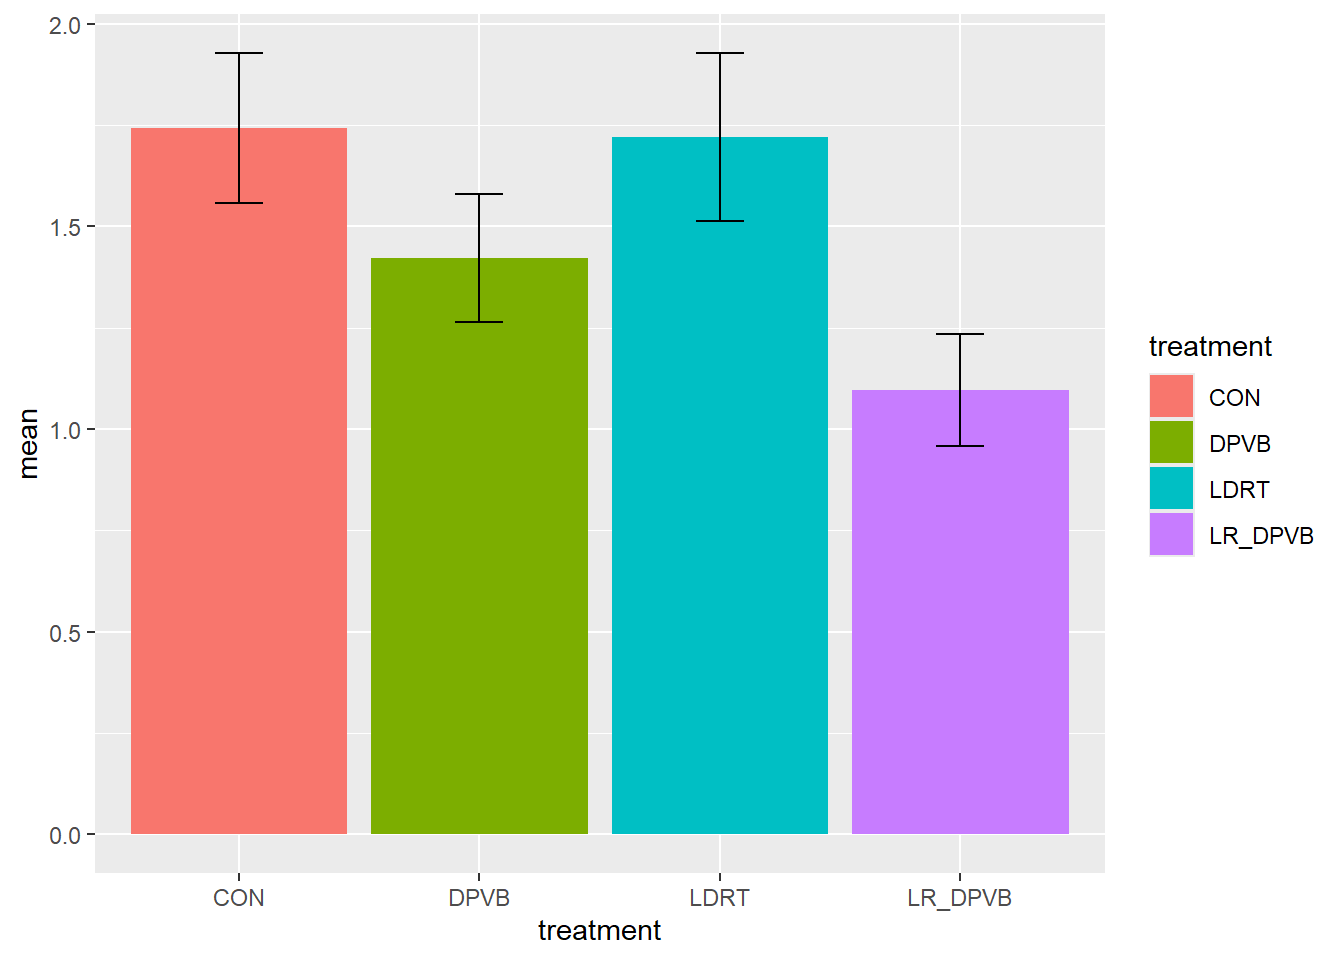 2.0
1.5
1.0
0.5
0.0
mean
CON
DPVB
LDRT
LR_DPVB
treatment
treatment
CON
DPVB
LDRT
LR_DPVB